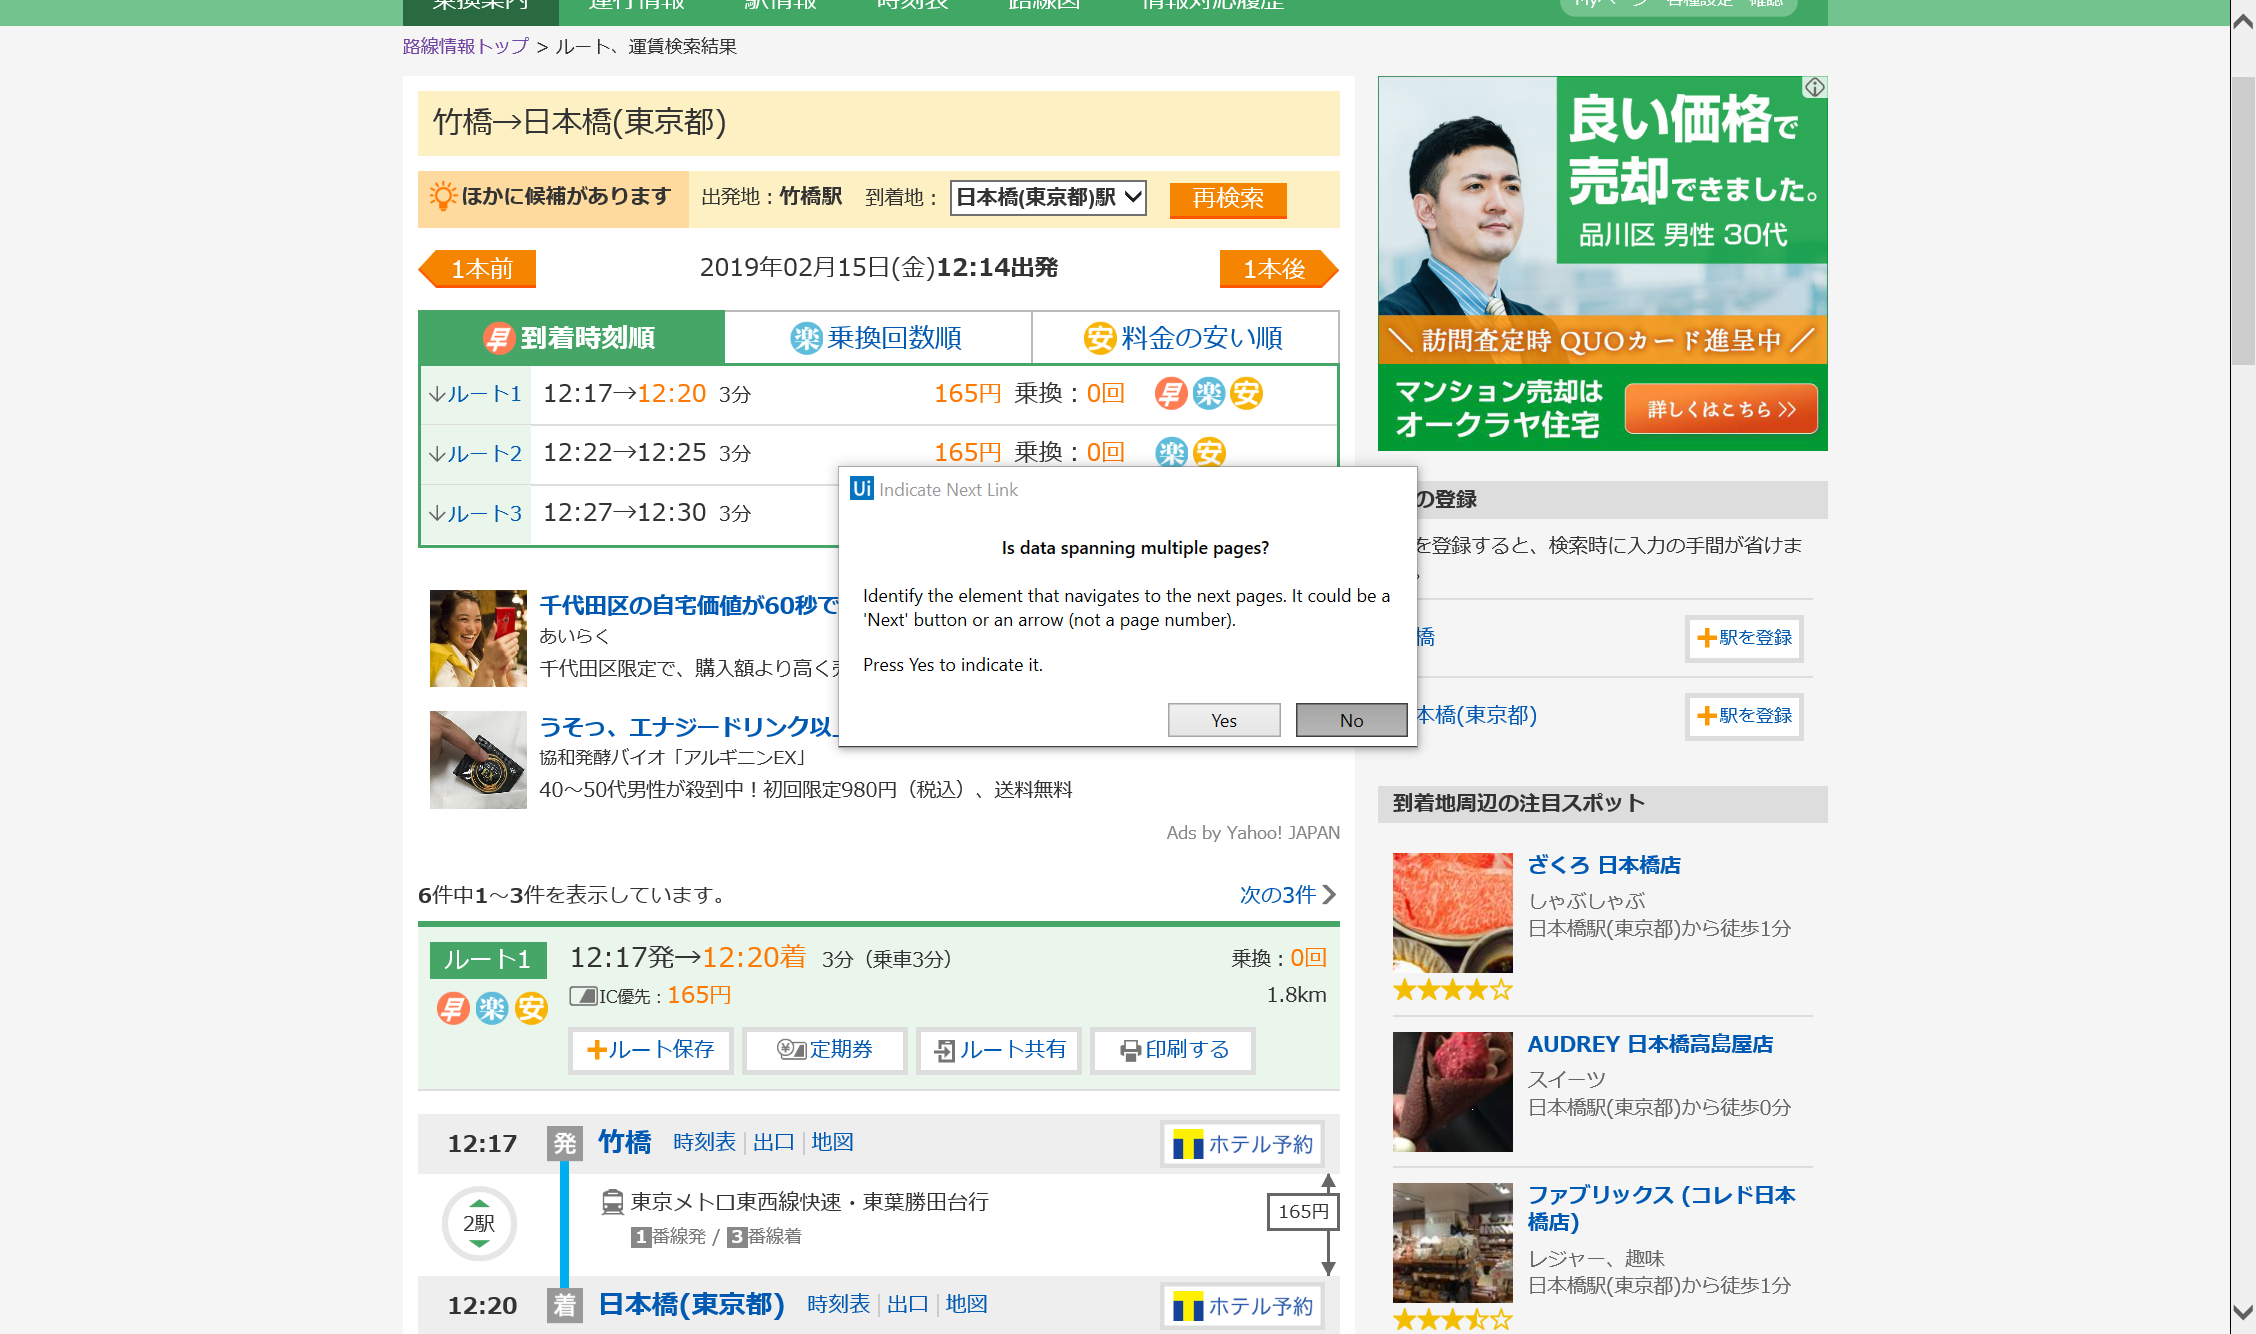 乗換案内 運行情報 駅情報 時刻表 路線図 情報対応履歴
路線情報トップ > ルート、運賃検索結果
竹橋→日本橋(東京都)
ほかに候補があります 出発地：竹橋駅 到着地： 日本橋(東京都)駅 再検索
1本前 2019年02月15日(金)12:14出発 1本後
早 到着時刻順 楽 乗換回数順 安 料金の安い順
↓ルート1 12:17→12:20 3分 165円 乗換：0回 早 楽 安
↓ルート2 12:22→12:25 3分 165円 乗換：0回 楽 安
↓ルート3 12:27→12:30 3分
Ui Indicate Next Link
Is data spanning multiple pages?
Identify the element that navigates to the next pages. It could be a
'Next' button or an arrow (not a page number).
Press Yes to indicate it.
Yes No
千代田区の自宅価値が60秒で
あいらく
千代田区限定で、購入額より高く
うそっ、エナジードリンク以
協和発酵バイオ「アルギニンEX」
40～50代男性が殺到中！初回限定980円（税込）、送料無料
Ads by Yahoo! JAPAN
6件中1～3件を表示しています。 次の3件
ルート1 12:17発→12:20着 3分（乗車3分） 乗換：0回
早 楽 安 IC優先：165円 1.8km
+ルート保存 定期券 ルート共有 印刷する
12:17 発 竹橋 時刻表 | 出口 | 地図 ホテル予約
2駅 東京メトロ東西線快速・東葉勝田台行 165円
1番線発 / 3番線着
12:20 着 日本橋(東京都) 時刻表 | 出口 | 地図 ホテル予約
良い価格で
売却できました。
品川区 男性 30代
＼ 訪問査定時 QUOカード進呈中 ／
マンション売却は
オークラヤ住宅
詳しくはこちら >>
の登録
を登録すると、検索時に入力の手間が省けま
。
橋 +駅を登録
本橋(東京都) +駅を登録
到着地周辺の注目スポット
ざくろ 日本橋店
しゃぶしゃぶ
日本橋駅(東京都)から徒歩1分
★★★★☆
AUDREY 日本橋高島屋店
スイーツ
日本橋駅(東京都)から徒歩0分
ファブリックス (コレド日本
橋店)
レジャー、趣味
日本橋駅(東京都)から徒歩1分